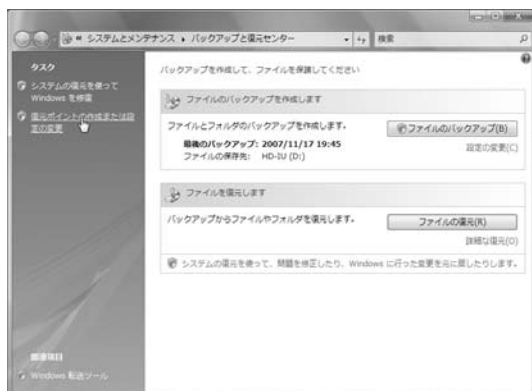 システムとメンテナンス ▸ バックアップと復元センター
検索
タスク
システムの復元を使って
Windows を修復
復元ポイントの作成または設
定の変更
関連項目
Windows 転送ツール
バックアップを作成して、ファイルを保護してください
ファイルのバックアップを作成します
ファイルとフォルダのバックアップを作成します。
ファイルのバックアップ(B)
最後のバックアップ: 2007/11/17 19:45
設定の変更(C)
ファイルの保存先: HD-IU (D:)
ファイルを復元します
バックアップからファイルやフォルダを復元します。
ファイルの復元(R)
詳細な復元(O)
システムの復元を使って、問題を修正したり、Windows に行った変更を元に戻したりします。